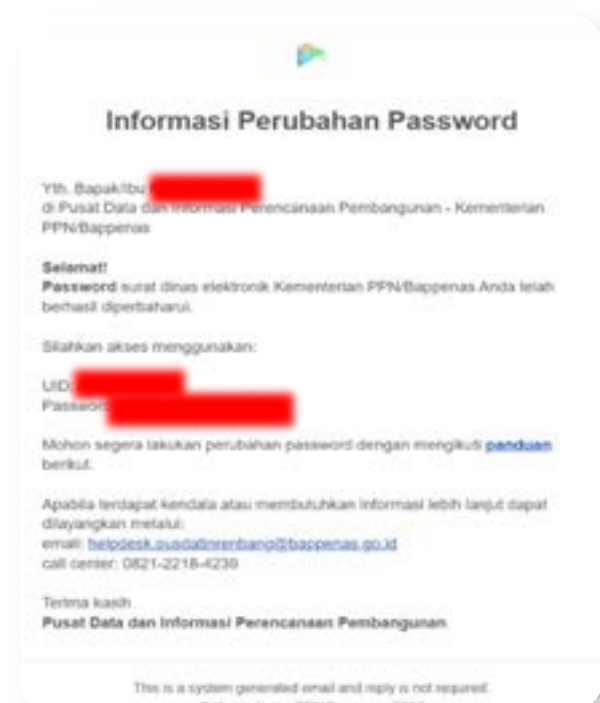 Informasi Perubahan Password
Yth. Bapak/Ibu
di Pusat Data dan Informasi Perencanaan Pembangunan - Kementerian
PPN/Bappenas
Selamat!
Password surat dinas elektronik Kementerian PPN/Bappenas Anda telah
berhasil diperbaharui.
Silahkan akses menggunakan:
UID:
Password:
Mohon segera lakukan perubahan password dengan mengikuti panduan
berikut.
Apabila terdapat kendala atau membutuhkan informasi lebih lanjut dapat
dilayangkan melalui:
email: helpdesk.pusdatinrenbang@bappenas.go.id
call center: 0821-2218-4239
Terima kasih
Pusat Data dan Informasi Perencanaan Pembangunan
This is a system generated email and reply is not required.